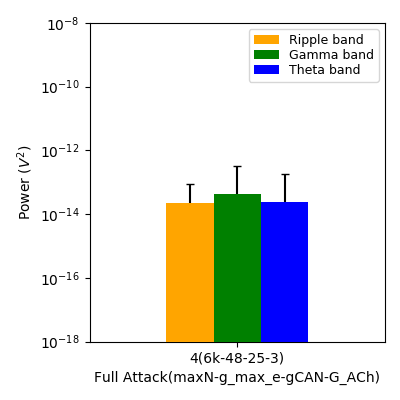 10⁻⁸
10⁻¹⁰
10⁻¹²
10⁻¹⁴
10⁻¹⁶
10⁻¹⁸
Power (V²)
Ripple band
Gamma band
Theta band
4(6k-48-25-3)
Full Attack(maxN-g_max_e-gCAN-G_ACh)